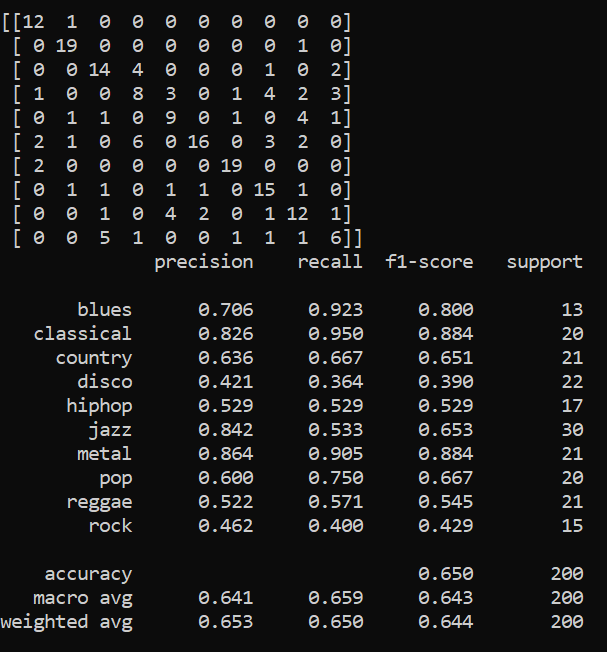 [[12  1  0  0  0  0  0  0  0  0]
 [ 0 19  0  0  0  0  0  0  1  0]
 [ 0  0 14  4  0  0  0  1  0  2]
 [ 1  0  0  8  3  0  1  4  2  3]
 [ 0  1  1  0  9  0  1  0  4  1]
 [ 2  1  0  6  0 16  0  3  2  0]
 [ 2  0  0  0  0  0 19  0  0  0]
 [ 0  1  1  0  1  1  0 15  1  0]
 [ 0  0  1  0  4  2  0  1 12  1]
 [ 0  0  5  1  0  0  1  1  1  6]]
              precision    recall  f1-score   support

       blues      0.706     0.923     0.800        13
   classical      0.826     0.950     0.884        20
     country      0.636     0.667     0.651        21
       disco      0.421     0.364     0.390        22
      hiphop      0.529     0.529     0.529        17
        jazz      0.842     0.533     0.653        30
       metal      0.864     0.905     0.884        21
         pop      0.600     0.750     0.667        20
      reggae      0.522     0.571     0.545        21
        rock      0.462     0.400     0.429        15

    accuracy                          0.650       200
   macro avg      0.641     0.659     0.643       200
weighted avg      0.653     0.650     0.644       200